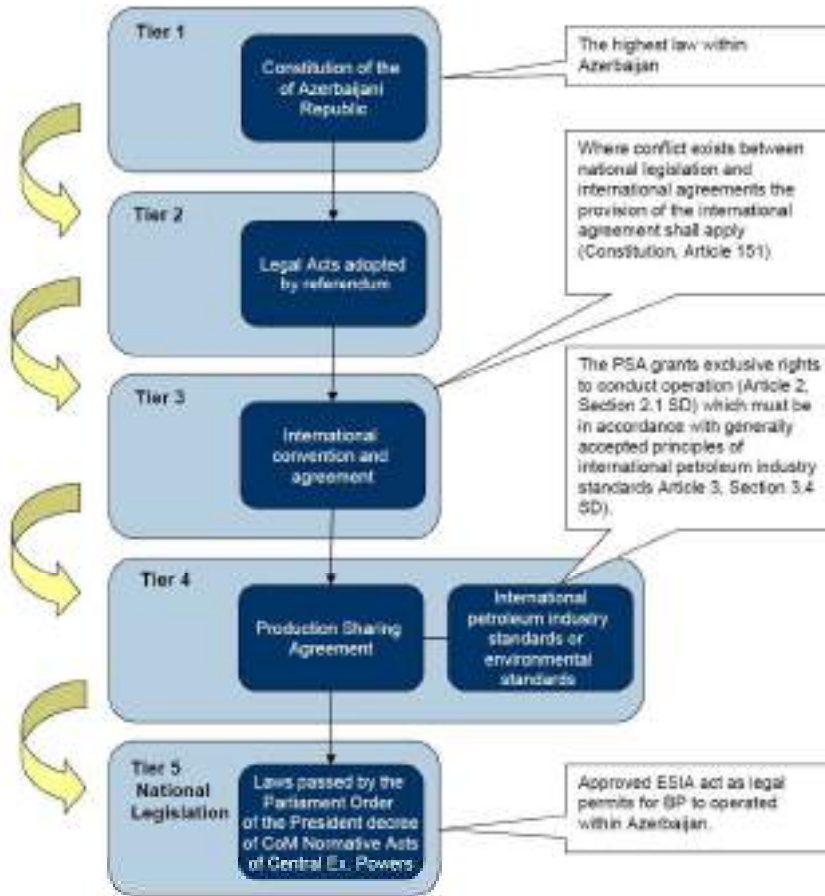 Tier 1
Constitution of the
of Azerbaijani
Republic
The highest law within
Azerbaijan
Where conflict exists between
national legislation and
international agreements the
provision of the international
agreement shall apply
(Constitution, Article 151)
Tier 2
Legal Acts adopted
by referendum
Tier 3
International
convention and
agreement
The PSA grants exclusive rights
to conduct operation (Article 2,
Section 2.1 SD) which must be
in accordance with generally
accepted principles of
international petroleum industry
standards Article 3, Section 3.4
SD).
Tier 4
Production Sharing
Agreement
International
petroleum industry
standards or
environmental
standards
Tier 5
National
Legislation
Laws passed by the
Parliament Order
of the President decree
of CoM Normative Acts
of Central Ex. Powers
Approved ESIA act as legal
permits for BP to operated
within Azerbaijan.